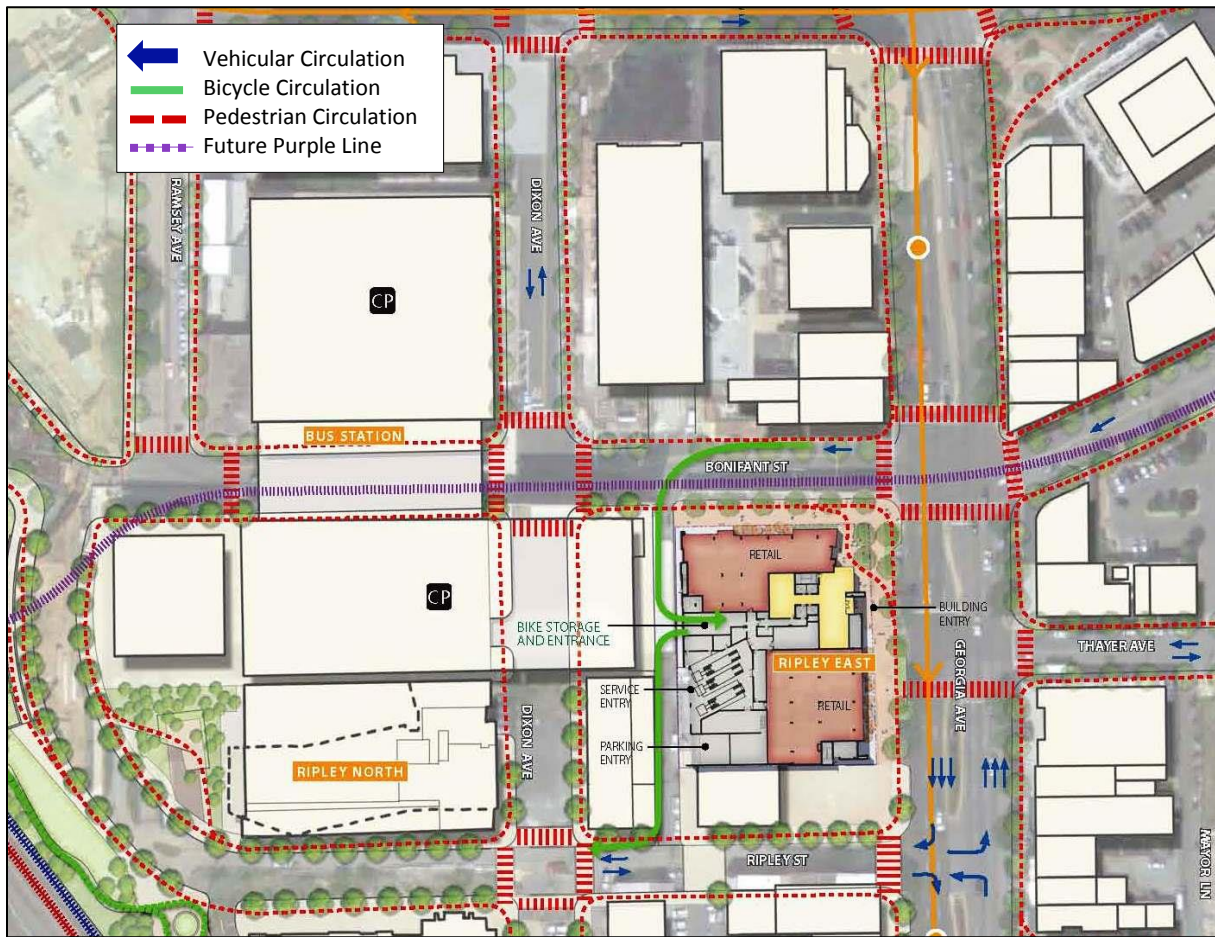 Vehicular Circulation
Bicycle Circulation
Pedestrian Circulation
Future Purple Line
RAMSEY AVE
DIXON AVE
CP
BUS STATION
BONIFANT ST
RETAIL
CP
BIKE STORAGE
AND ENTRANCE
BUILDING
ENTRY
GEORGIA AVE
THAYER AVE
RIPLEY EAST
SERVICE
ENTRY
RETAIL
DIXON AVE
PARKING
ENTRY
RIPLEY NORTH
RIPLEY ST
MAYOR LN